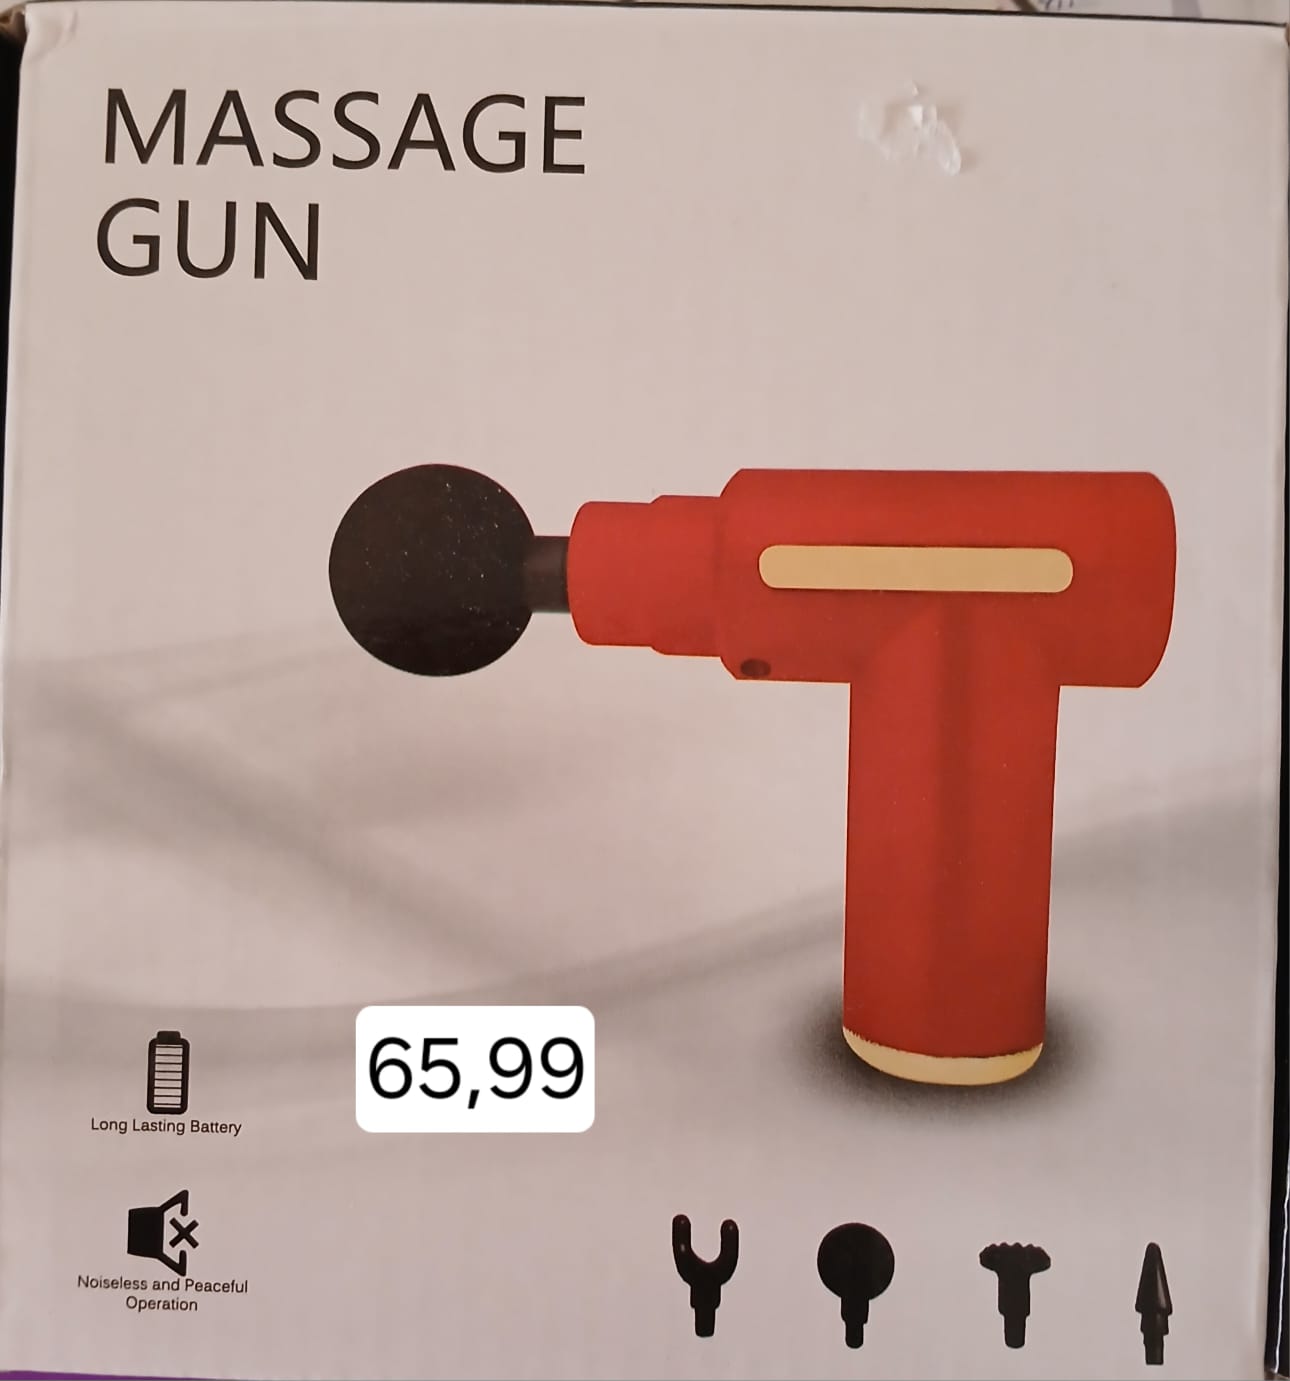 MASSAGE
GUN
65,99
Long Lasting Battery
Noiseless and Peaceful
Operation